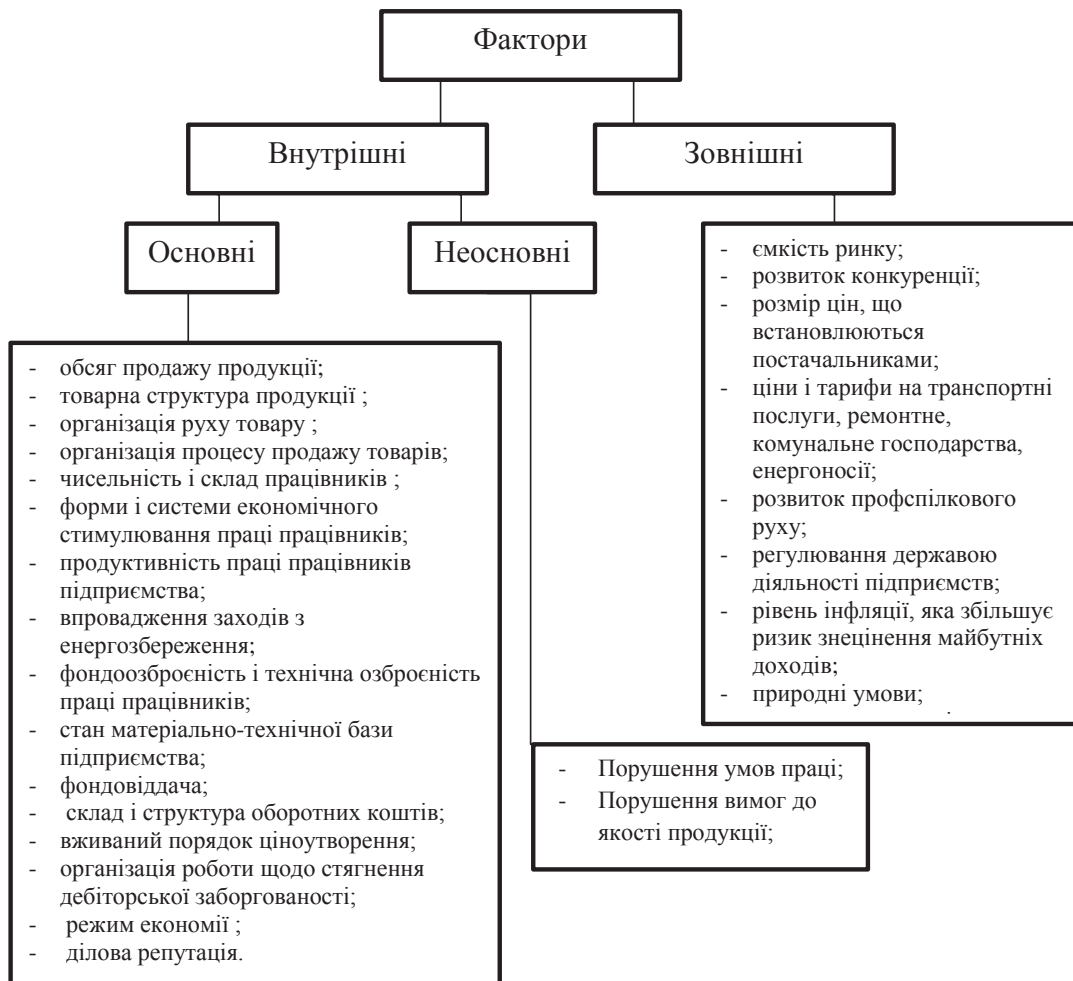 Фактори
Внутрішні
Зовнішні
Основні
Неосновні
- обсяг продажу продукції;
- товарна структура продукції ;
- організація руху товару ;
- організація процесу продажу товарів;
- чисельність і склад працівників ;
- форми і системи економічного
стимулювання праці працівників;
- продуктивність праці працівників
підприємства;
- впровадження заходів з
енергозбереження;
- фондоозброєність і технічна озброєність
праці працівників;
- стан матеріально-технічної бази
підприємства;
- фондовіддача;
- склад і структура оборотних коштів;
- вживаний порядок ціноутворення;
- організація роботи щодо стягнення
дебіторської заборгованості;
- режим економії ;
- ділова репутація.
- Порушення умов праці;
- Порушення вимог до
якості продукції;
- ємкість ринку;
- розвиток конкуренції;
- розмір цін, що
встановлюються
постачальниками;
- ціни і тарифи на транспортні
послуги, ремонтне,
комунальне господарства,
енергоносії;
- розвиток профспілкового
руху;
- регулювання державою
діяльності підприємств;
- рівень інфляції, яка збільшує
ризик знецінення майбутніх
доходів;
- природні умови;